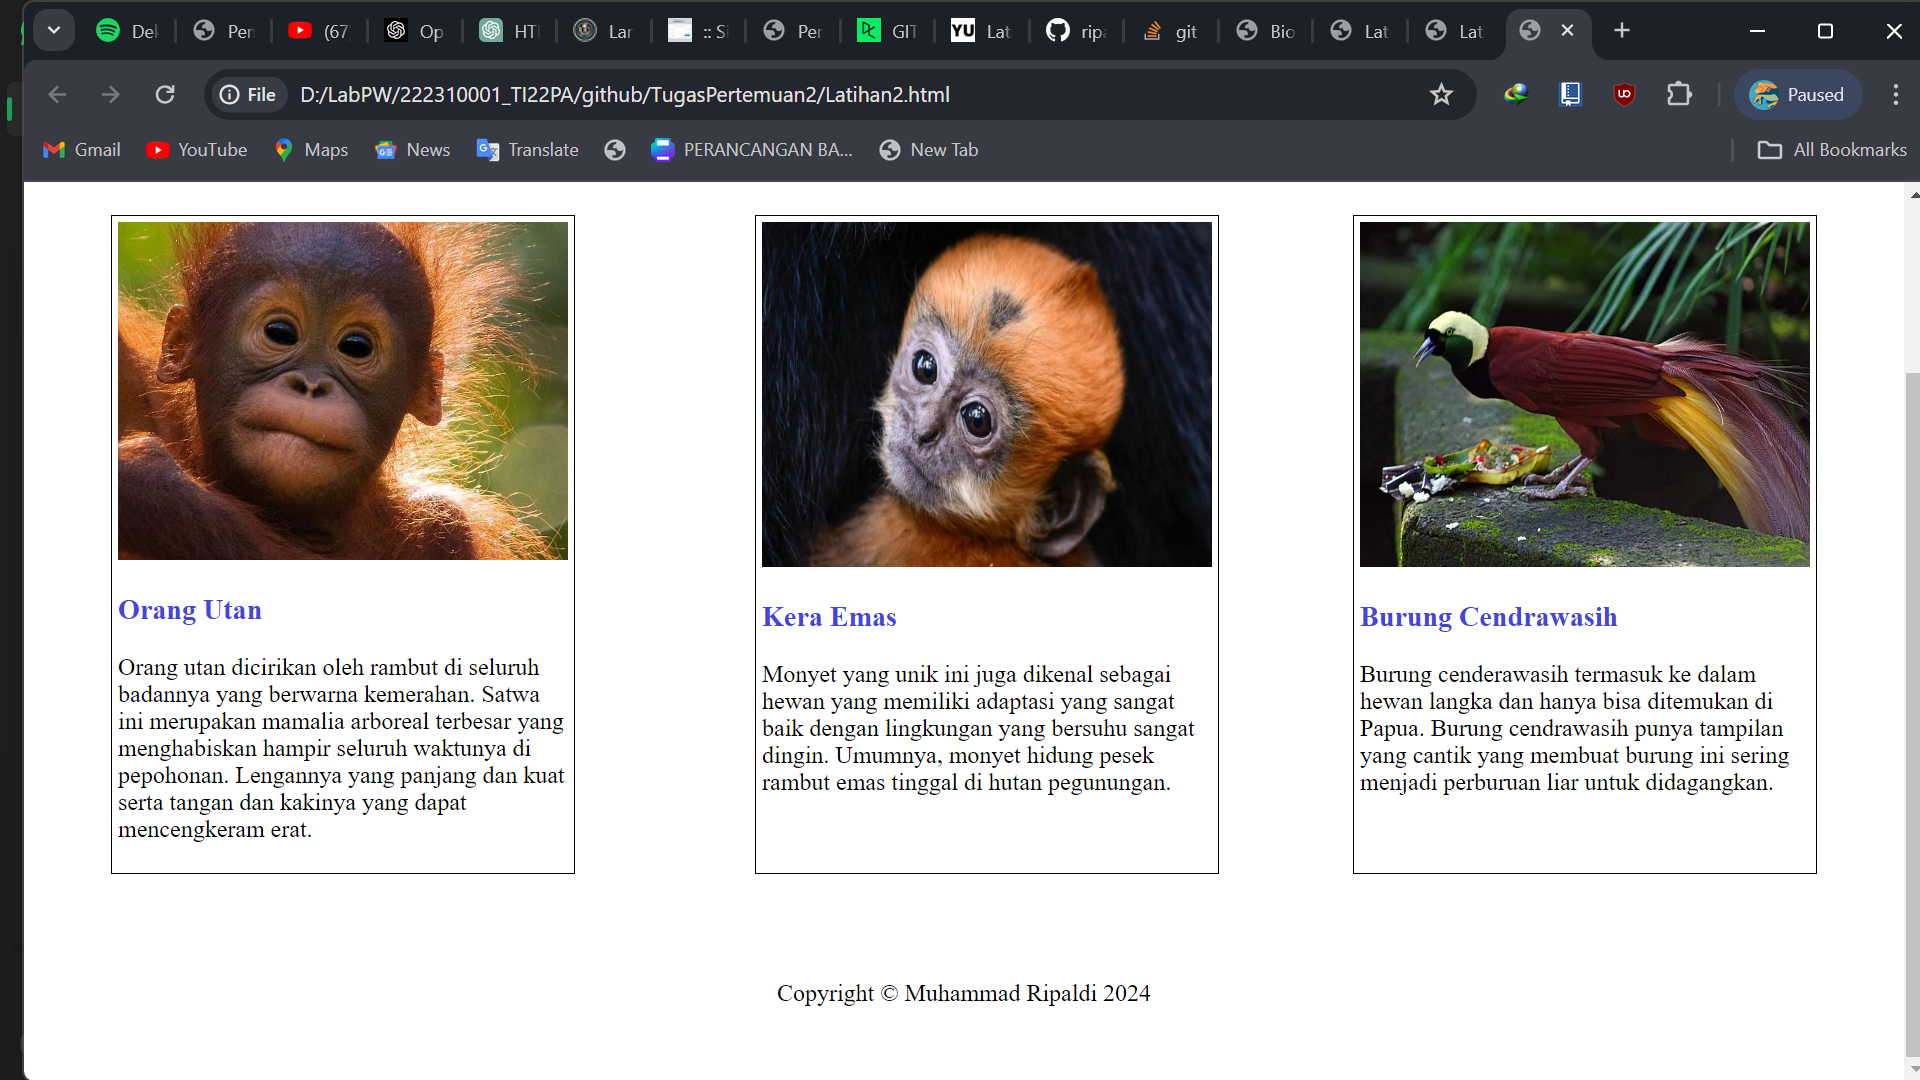 Del
Per
(67
Op
HTI
Lar
:: Si
Per
GIT
YU
Lat
ripa
git
Bio
Lat
Lat
File
D:/LabPW/222310001_TI22PA/github/TugasPertemuan2/Latihan2.html
Paused
Gmail
YouTube
Maps
News
Translate
PERANCANGAN BA...
New Tab
All Bookmarks
Orang Utan
Orang utan dicirikan oleh rambut di seluruh
badannya yang berwarna kemerahan. Satwa
ini merupakan mamalia arboreal terbesar yang
menghabiskan hampir seluruh waktunya di
pepohonan. Lengannya yang panjang dan kuat
serta tangan dan kakinya yang dapat
mencengkeram erat.
Kera Emas
Monyet yang unik ini juga dikenal sebagai
hewan yang memiliki adaptasi yang sangat
baik dengan lingkungan yang bersuhu sangat
dingin. Umumnya, monyet hidung pesek
rambut emas tinggal di hutan pegunungan.
Burung Cendrawasih
Burung cenderawasih termasuk ke dalam
hewan langka dan hanya bisa ditemukan di
Papua. Burung cendrawasih punya tampilan
yang cantik yang membuat burung ini sering
menjadi perburuan liar untuk didagangkan.
Copyright © Muhammad Ripaldi 2024